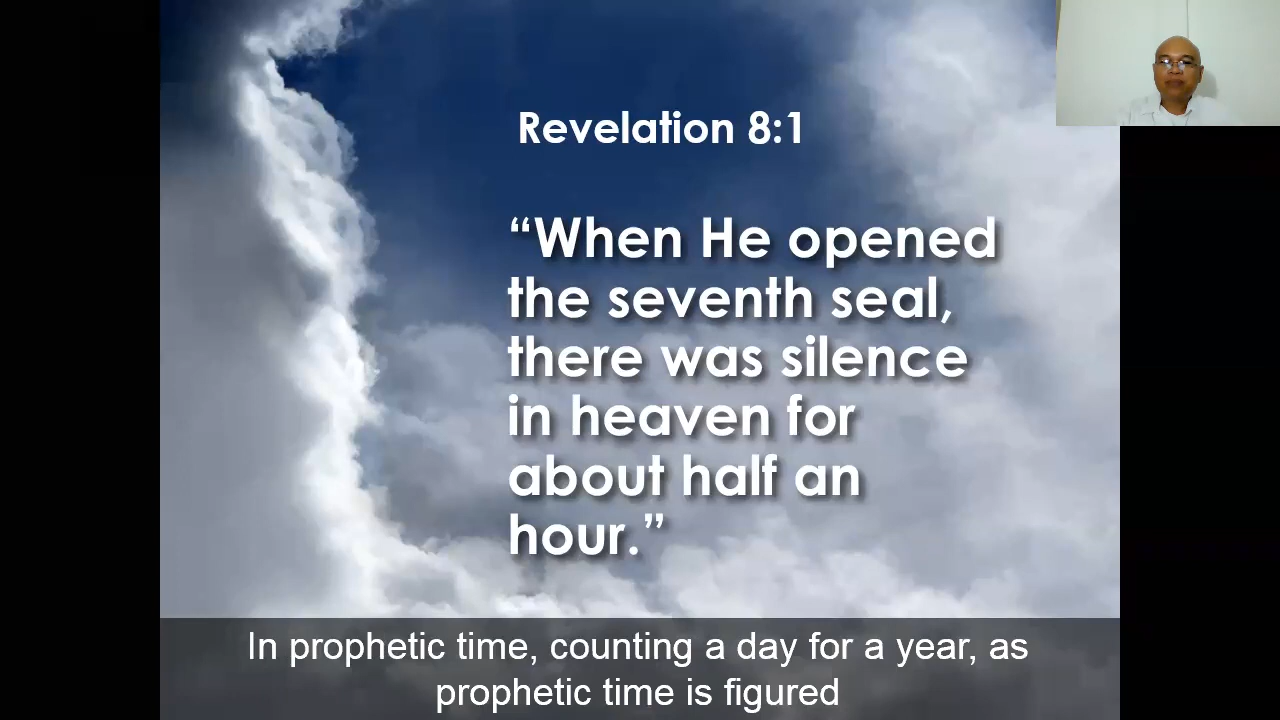 Revelation 8:1
“When He opened
the seventh seal,
there was silence
in heaven for
about half an
hour.”
In prophetic time, counting a day for a year, as
prophetic time is figured